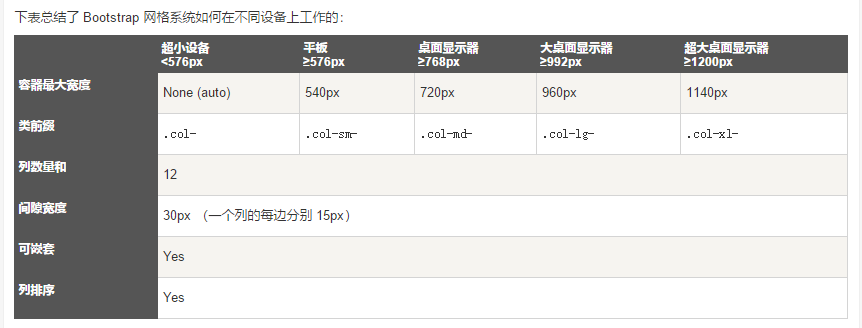 下表总结了 Bootstrap 网格系统如何在不同设备上工作的：
超小设备 平板 桌面显示器 大桌面显示器 超大桌面显示器
<576px ≥576px ≥768px ≥992px ≥1200px
容器最大宽度 None (auto) 540px 720px 960px 1140px
类前缀 .col- .col-sm- .col-md- .col-lg- .col-xl-
列数量和 12
间隙宽度 30px （一个列的每边分别 15px）
可嵌套 Yes
列排序 Yes